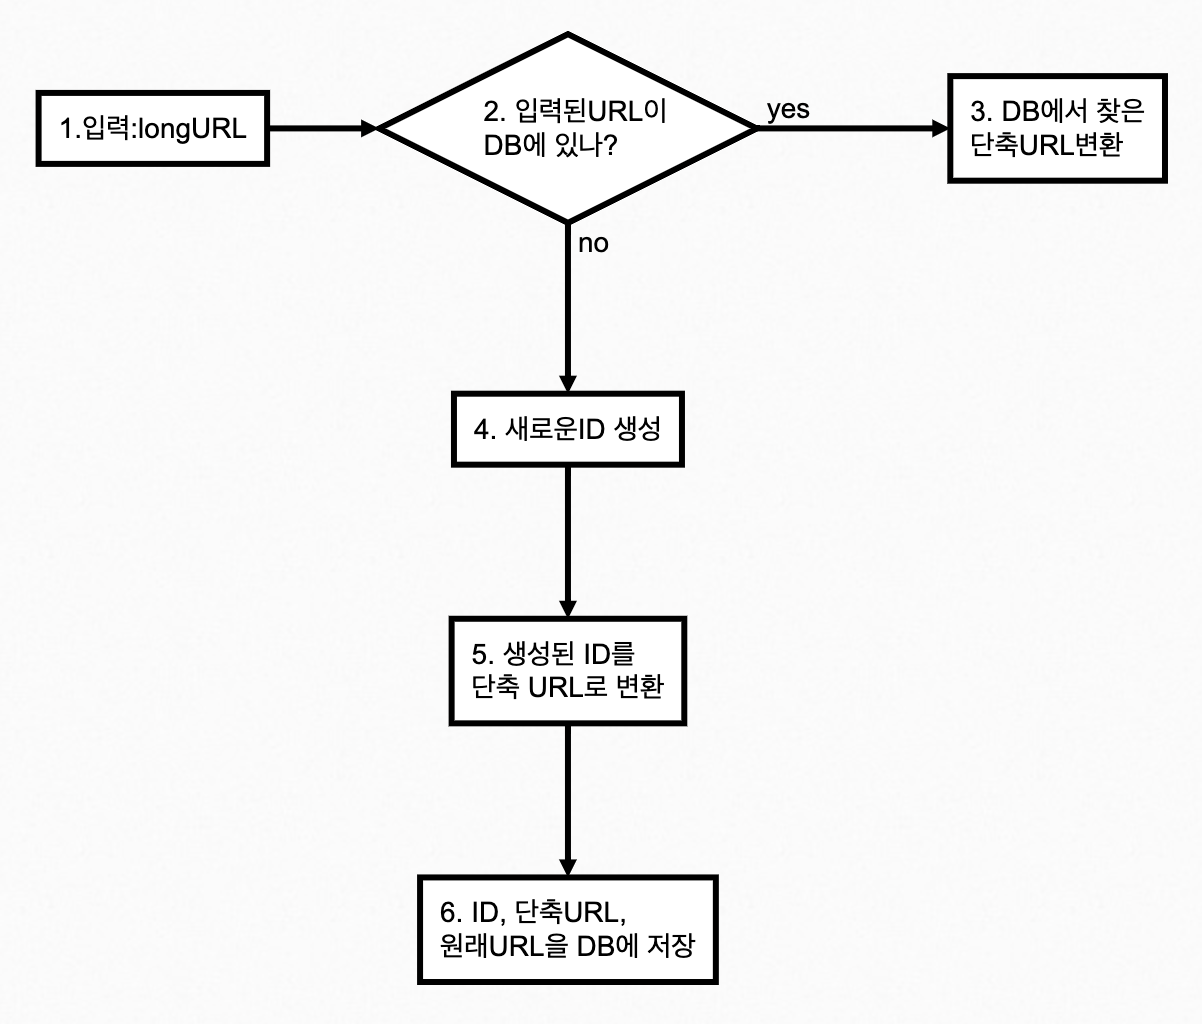 1.입력:longURL
2. 입력된URL이
DB에 있나?
yes
3. DB에서 찾은
단축URL변환
no
4. 새로운ID 생성
5. 생성된 ID를
단축 URL로 변환
6. ID, 단축URL,
원래URL을 DB에 저장